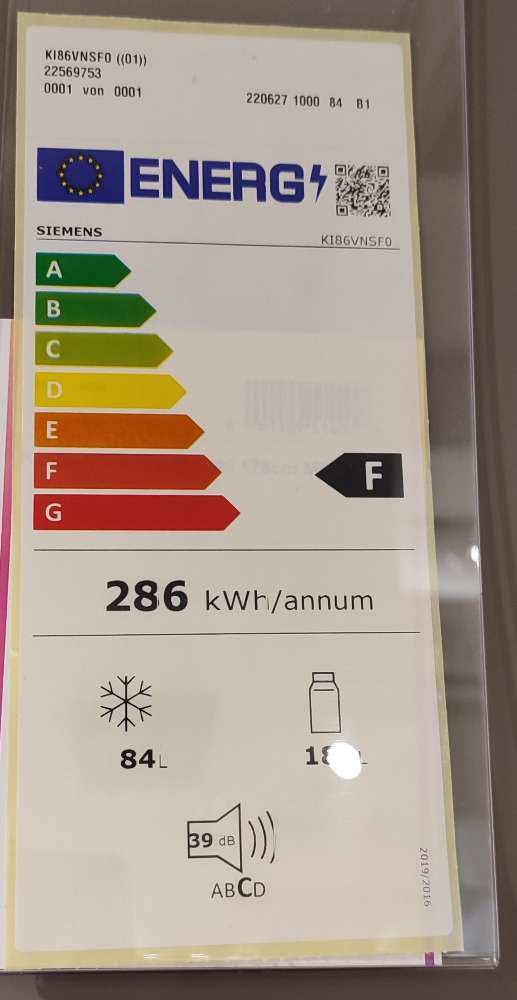 KI86VNSF0 ((01))
22569753
0001 von 0001
220627 1000 84 B1
ENERG
SIEMENS
KI86VNSF0
A
B
C
D
E
F
G
F
286 kWh/annum
84L
39 dB
ABCD
2019/2016